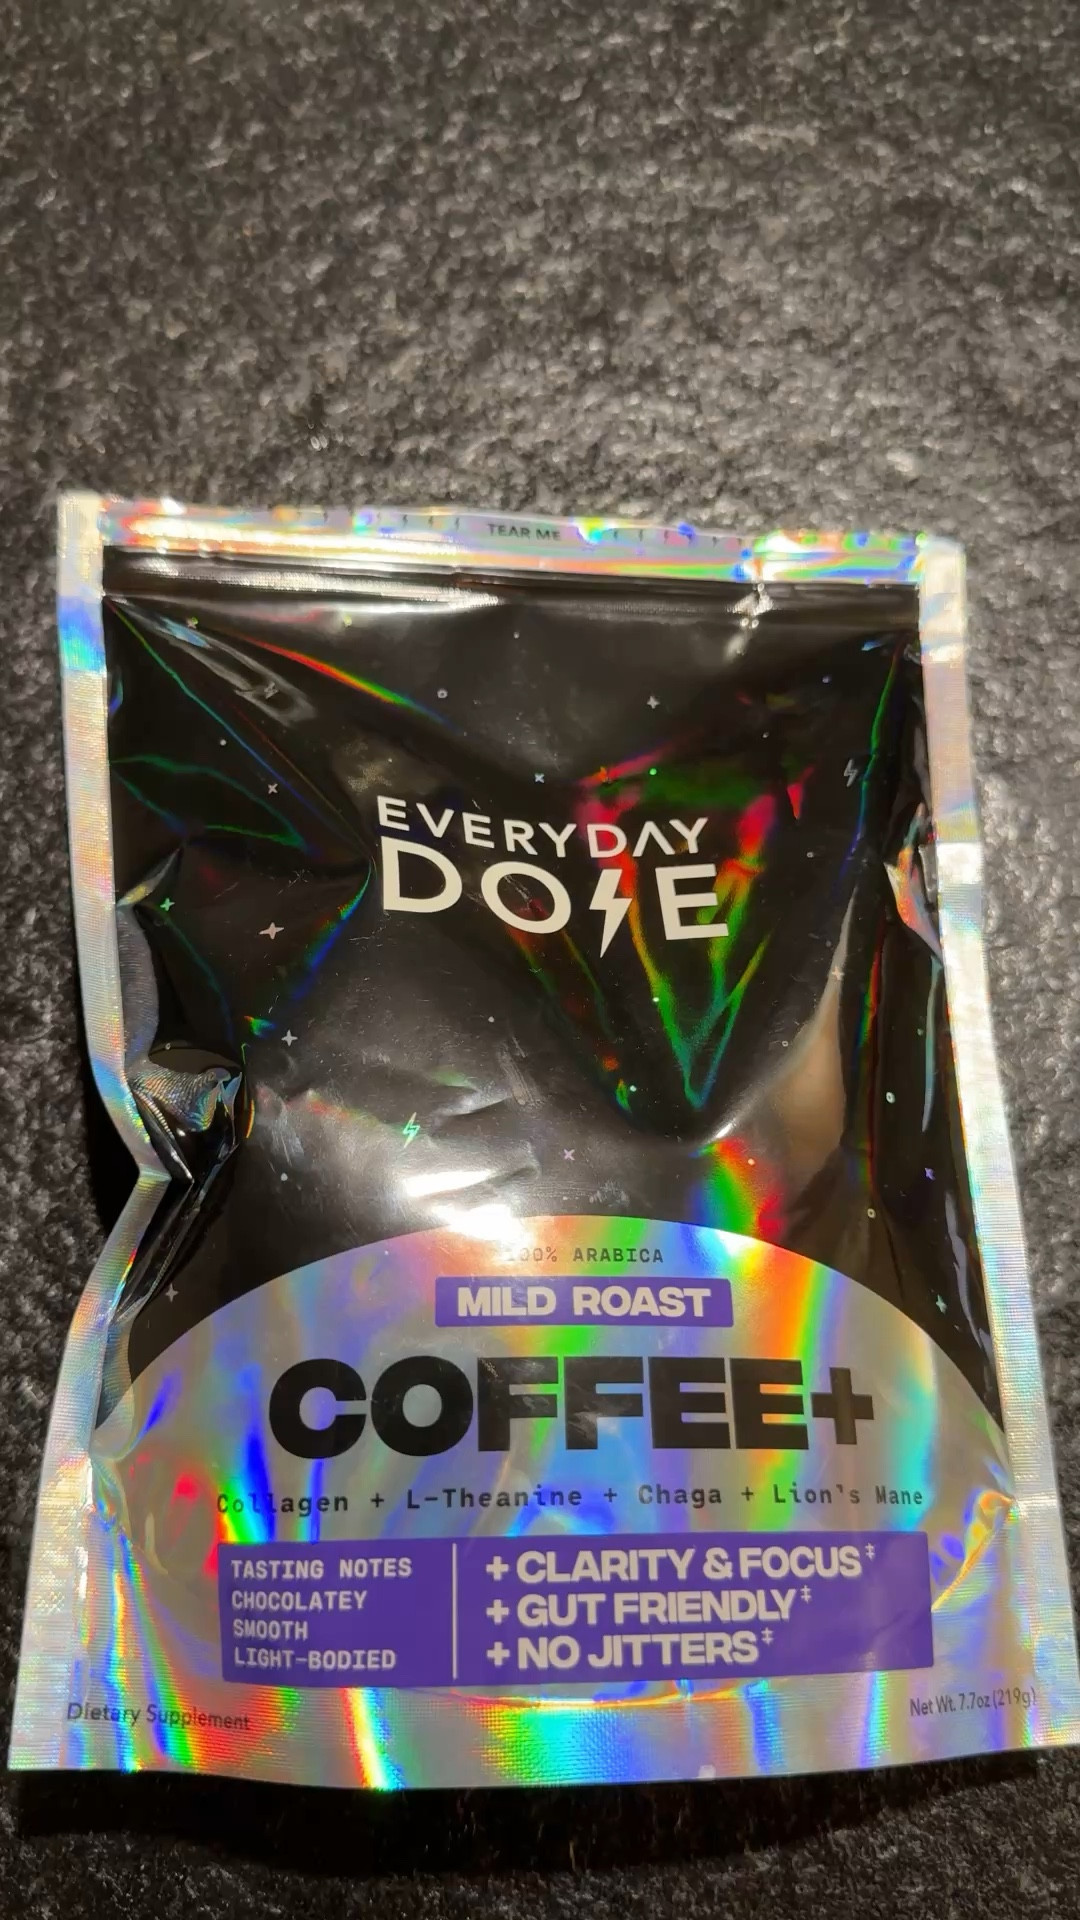 TEAR ME
EVERYDAY
DOSE
100% ARABICA
MILD ROAST
COFFEE+
Collagen + L-Theanine + Chaga + Lion's Mane
TASTING NOTES
CHOCOLATEY
SMOOTH
LIGHT-BODIED
+ CLARITY & FOCUS‡
+ GUT FRIENDLY‡
+ NO JITTERS‡
Dietary Supplement
Net Wt. 7.7oz (219g)